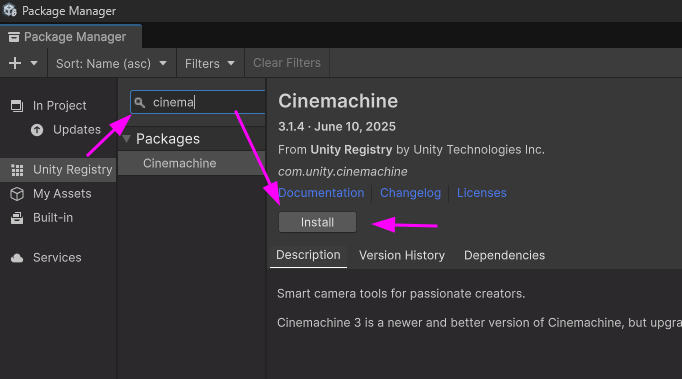 Package Manager
Package Manager
Sort: Name (asc)
Filters
Clear Filters
In Project
Updates
Unity Registry
My Assets
Built-in
Services
cinema
Packages
Cinemachine
Cinemachine
3.1.4 · June 10, 2025
From Unity Registry by Unity Technologies Inc.
com.unity.cinemachine
Documentation Changelog Licenses
Install
Description Version History Dependencies
Smart camera tools for passionate creators.
Cinemachine 3 is a newer and better version of Cinemachine, but upgra